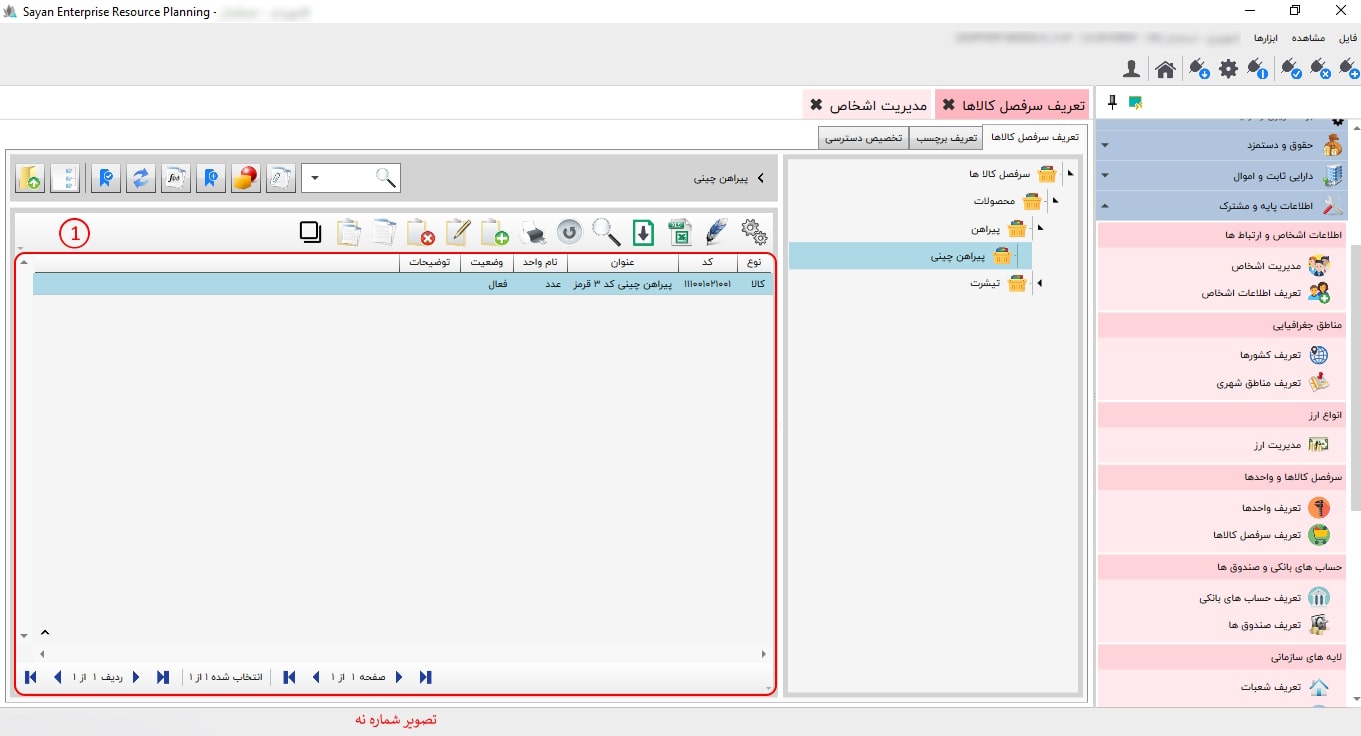 Sayan Enterprise Resource Planning -
فایل مشاهده ابزارها
تعریف سرفصل کالاها
مدیریت اشخاص
تعریف سرفصل کالاها
تعریف برچسب
تخصیص دسترسی
حقوق و دستمزد
دارایی ثابت و اموال
اطلاعات پایه و مشترک
اطلاعات اشخاص و ارتباط ها
مدیریت اشخاص
تعریف اطلاعات اشخاص
مناطق جغرافیایی
تعریف کشورها
تعریف مناطق شهری
انواع ارز
مدیریت ارز
سرفصل کالاها و واحدها
تعریف واحدها
تعریف سرفصل کالاها
حساب های بانکی و صندوق ها
تعریف حساب های بانکی
تعریف صندوق ها
لایه های سازمانی
تعریف شعبات
سرفصل کالا ها
محصولات
پیراهن
پیراهن چینی
تیشرت
پیراهن چینی
f(x)
1
نوع کد عنوان نام واحد وضعیت توضیحات
کالا ۱۱۱۰۰۱۰۲۱۰۰۱ پیراهن چینی کد ۳ قرمز عدد فعال
صفحه ۱ از ۱
انتخاب شده ۱ از ۱
ردیف ۱ از ۱
تصویر شماره نه